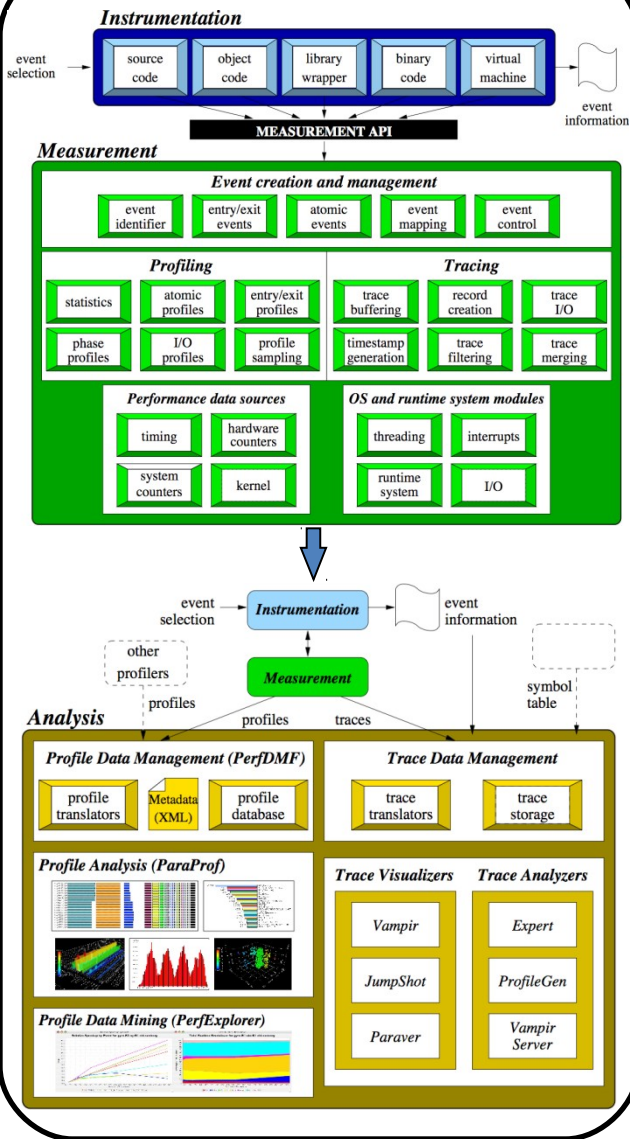 Instrumentation
event
selection
source
code
object
code
library
wrapper
binary
code
virtual
machine
event
information
MEASUREMENT API
Measurement
Event creation and management
event
identifier
entry/exit
events
atomic
events
event
mapping
event
control
Profiling
statistics
atomic
profiles
entry/exit
profiles
phase
profiles
I/O
profiles
profile
sampling
Tracing
trace
buffering
record
creation
trace
I/O
timestamp
generation
trace
filtering
trace
merging
Performance data sources
timing
hardware
counters
system
counters
kernel
OS and runtime system modules
threading
interrupts
runtime
system
I/O
event
selection
Instrumentation
event
information
other
profilers
Measurement
symbol
table
profiles
profiles
traces
Analysis
Profile Data Management (PerfDMF)
profile
translators
Metadata
(XML)
profile
database
Trace Data Management
trace
translators
trace
storage
Profile Analysis (ParaProf)
Profile Data Mining (PerfExplorer)
Trace Visualizers
Vampir
JumpShot
Paraver
Trace Analyzers
Expert
ProfileGen
Vampir
Server